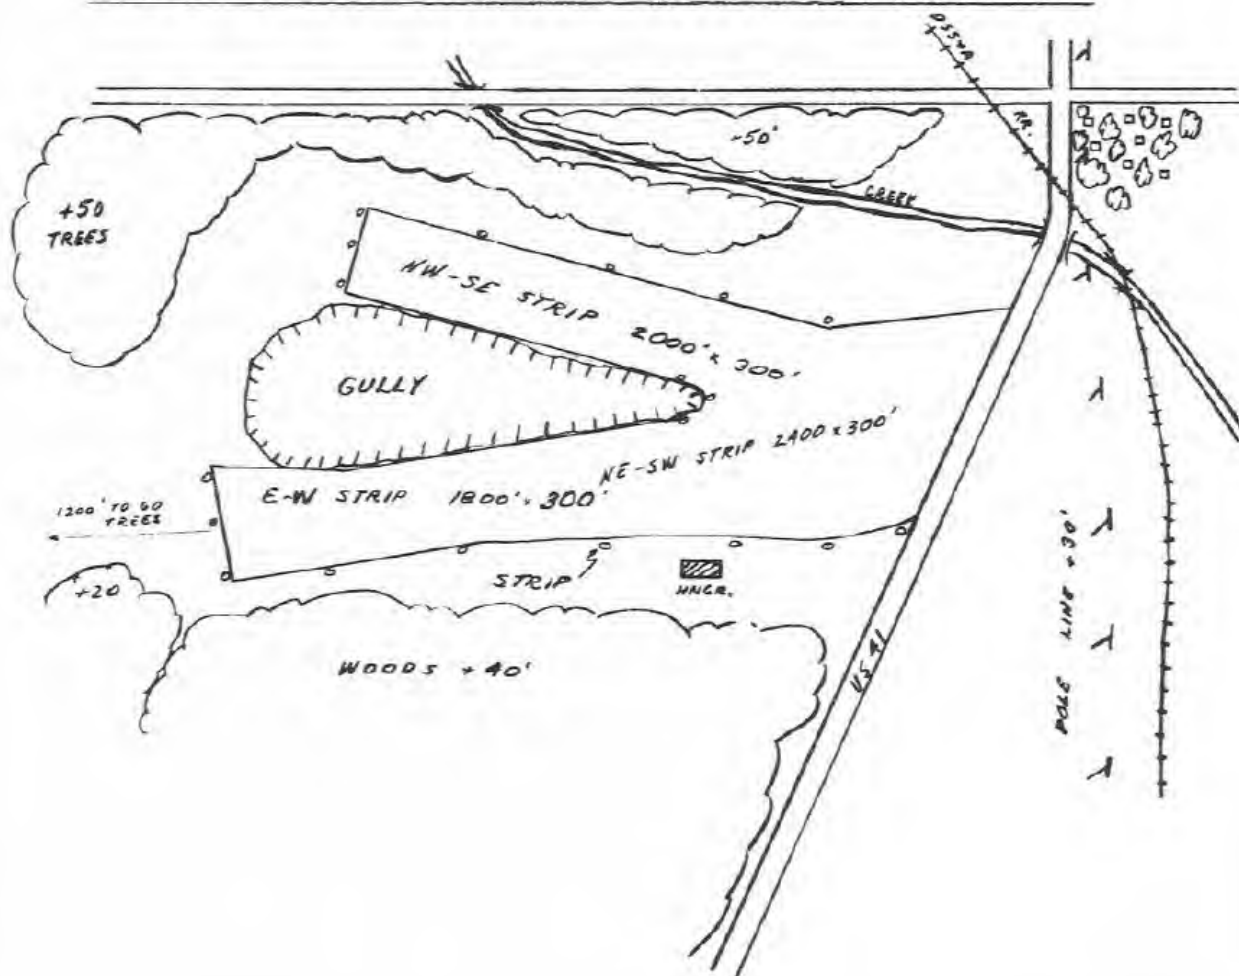 RR.
~50'
CREEK
+50
TREES
NW-SE STRIP 2000' x 300'
GULLY
NE-SW STRIP 2400 x 300'
E-W STRIP 1800' x 300'
1200' TO 60
TREES
+20
STRIP
HNGR.
WOODS +40'
US 41
POLE LINE +30'